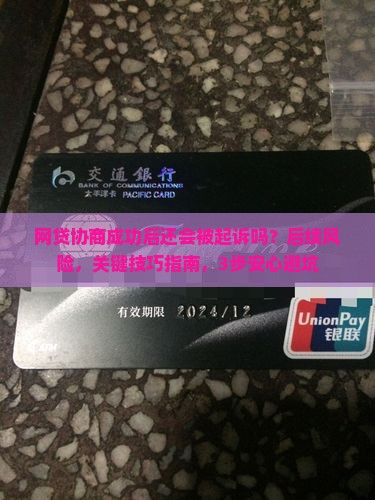 交通銀行
BANK OF COMMUNICATIONS
太平洋卡 PACIFIC CARD
网贷协商成功后还会被起诉吗？后续风
险，关键技巧指南，3步安心避坑
有效期限 2024/12
UnionPay
银联
ATM